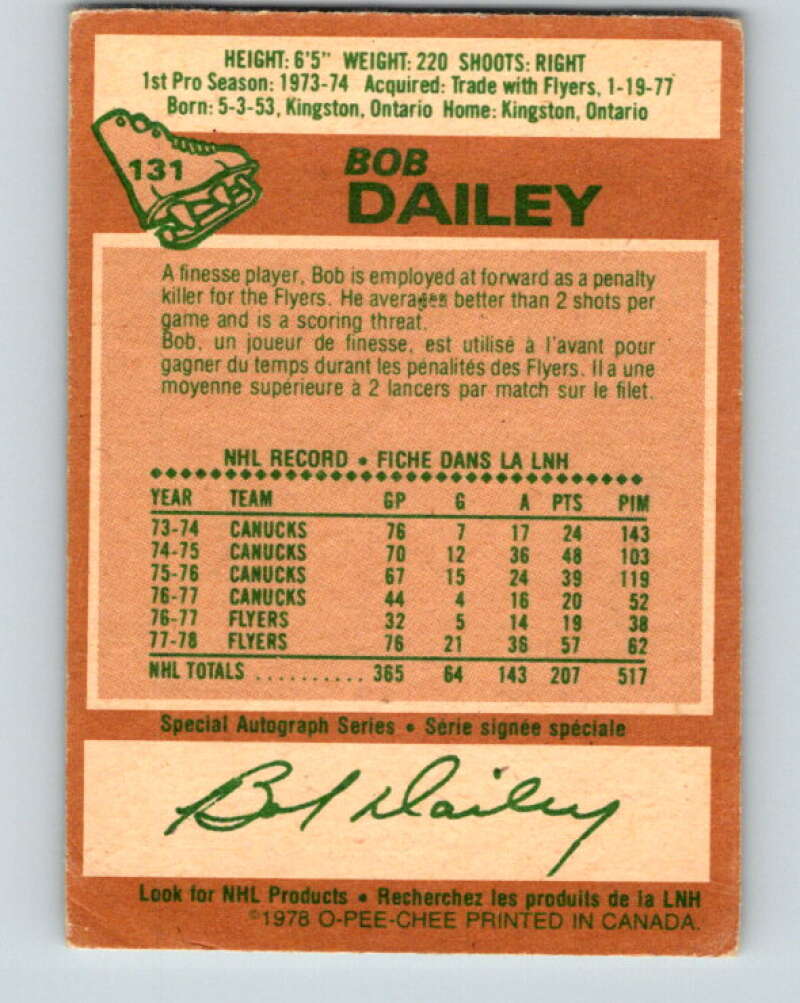 HEIGHT: 6'5" WEIGHT: 220 SHOOTS: RIGHT
1st Pro Season: 1973-74 Acquired: Trade with Flyers, 1-19-77
Born: 5-3-53, Kingston, Ontario Home: Kingston, Ontario
131
BOB
DAILEY
A finesse player, Bob is employed at forward as a penalty
killer for the Flyers. He averages better than 2 shots per
game and is a scoring threat.
Bob, un joueur de finesse, est utilisé à l'avant pour
gagner du temps durant les pénalités des Flyers. Il a une
moyenne supérieure à 2 lancers par match sur le filet.
NHL RECORD • FICHE DANS LA LNH
YEAR TEAM GP G A PTS PIM
73-74 CANUCKS 76 7 17 24 143
74-75 CANUCKS 70 12 36 48 103
75-76 CANUCKS 67 15 24 39 119
76-77 CANUCKS 44 4 16 20 52
76-77 FLYERS 32 5 14 19 38
77-78 FLYERS 76 21 36 57 62
NHL TOTALS .......... 365 64 143 207 517
Special Autograph Series • Série signée spéciale
Bob Dailey
Look for NHL Products • Recherchez les produits de la LNH
©1978 O-PEE-CHEE PRINTED IN CANADA.